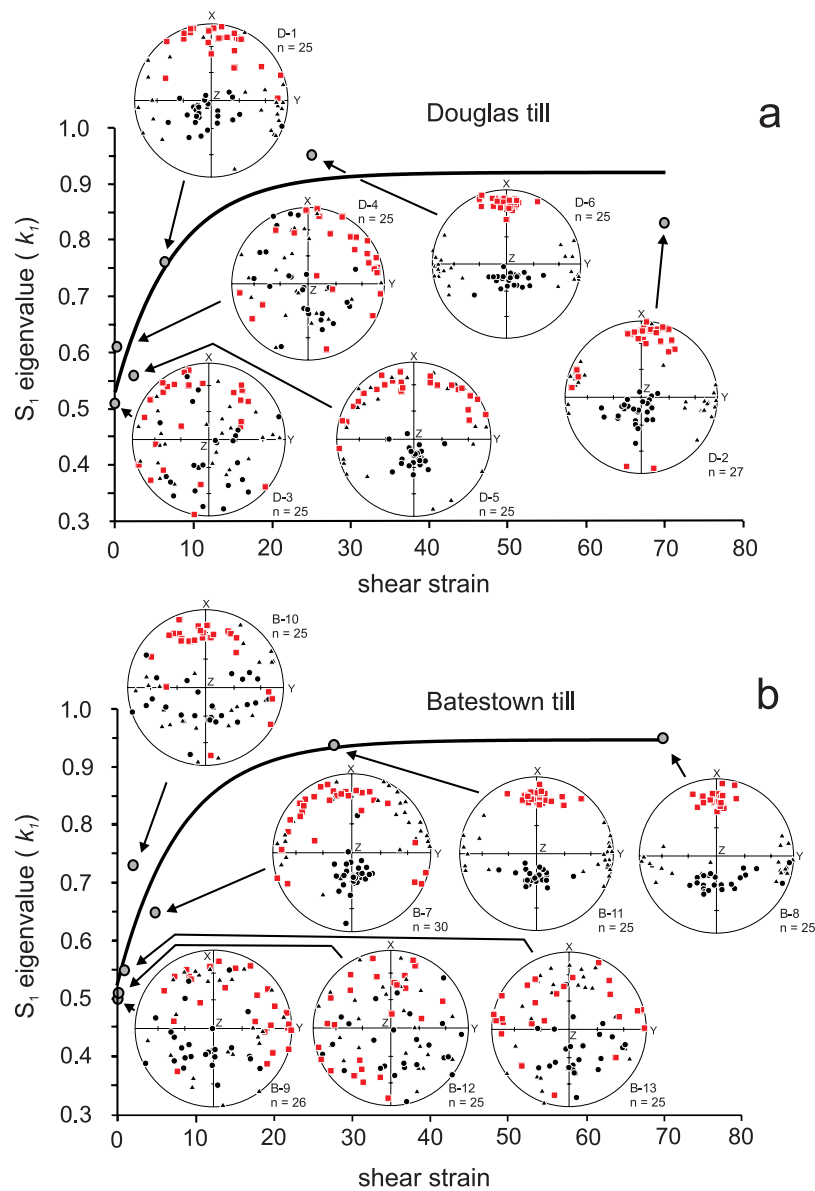 X
D-1
n = 25
Z
Y
Douglas till
a
1.0
0.9
0.8
0.7
0.6
0.5
0.4
0.3
S1 eigenvalue ( k1)
X
D-4
n = 25
Z
Y
X
D-6
n = 25
Z
Y
X
Z
Y
D-2
n = 27
X
Z
Y
D-3
n = 25
X
Z
Y
D-5
n = 25
0 10 20 30 40 50 60 70 80
shear strain
X
B-10
n = 25
Z
Y
Batestown till
b
1.0
0.9
0.8
0.7
0.6
0.5
0.4
0.3
S1 eigenvalue ( k1)
X
Z
Y
B-7
n = 30
X
Z
Y
B-11
n = 25
X
Z
Y
B-8
n = 25
X
Z
Y
B-9
n = 26
X
Z
Y
B-12
n = 25
X
Z
Y
B-13
n = 25
0 10 20 30 40 50 60 70 80
shear strain